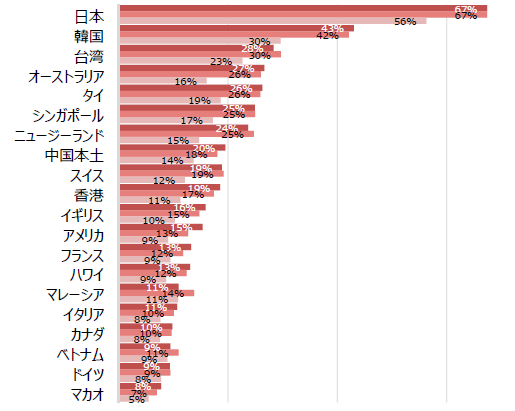 日本 67% 67% 56%
韓国 43% 42% 30%
台湾 28% 30% 23%
オーストラリア 27% 26% 16%
タイ 26% 26% 19%
シンガポール 25% 25% 17%
ニュージーランド 24% 25% 15%
中国本土 20% 18% 14%
スイス 19% 19% 12%
香港 19% 17% 11%
イギリス 16% 15% 10%
アメリカ 15% 13% 9%
フランス 13% 12% 9%
ハワイ 13% 12% 9%
マレーシア 11% 14% 11%
イタリア 11% 10% 8%
カナダ 10% 10% 8%
ベトナム 9% 11% 9%
ドイツ 9% 9% 8%
マカオ 8% 7% 5%